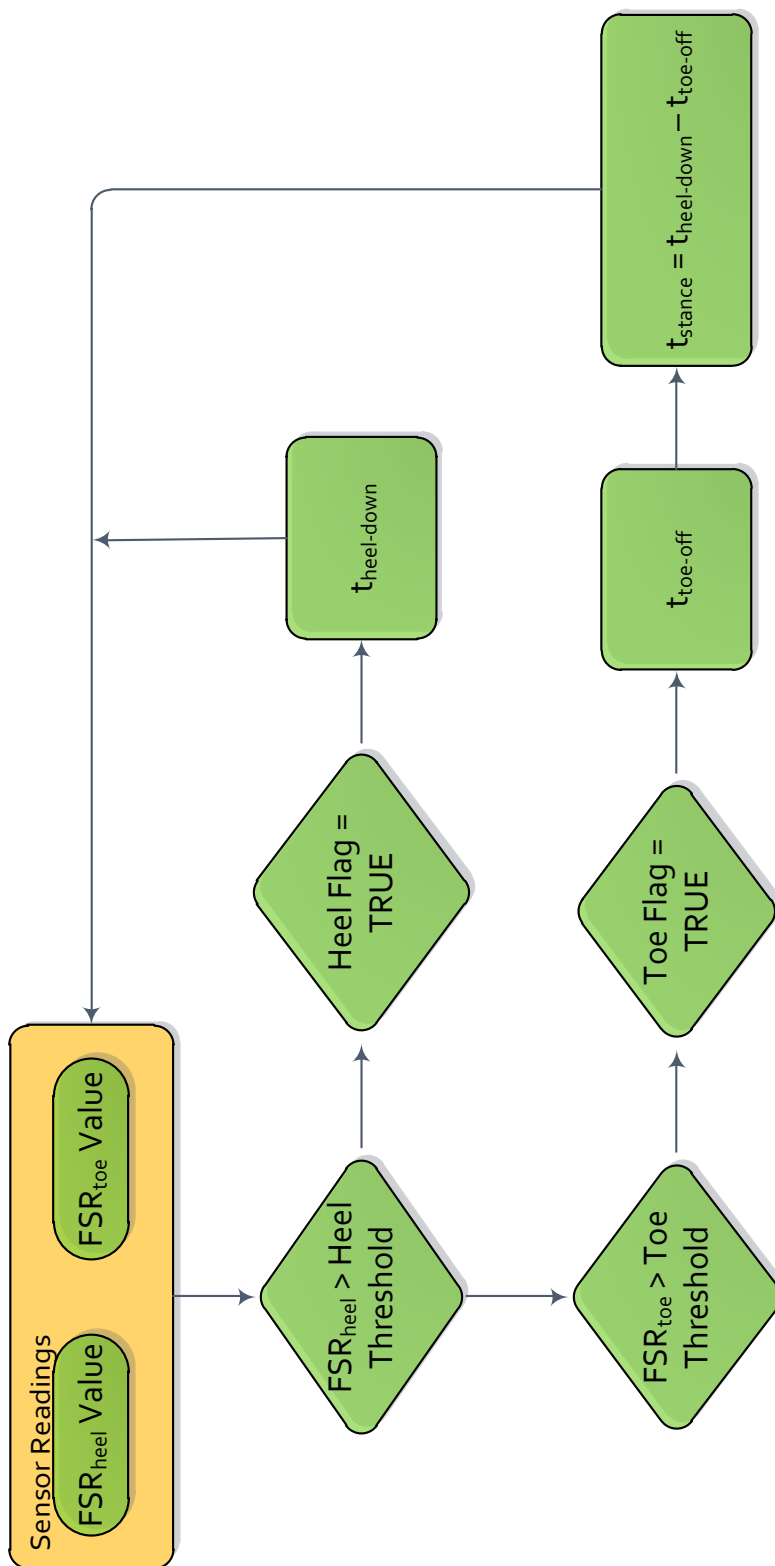 Sensor Readings
FSRheel Value
FSRtoe Value
FSRheel > Heel
Threshold
Heel Flag =
TRUE
theel-down
FSRtoe > Toe
Threshold
Toe Flag =
TRUE
ttoe-off
tstance = theel-down – ttoe-off